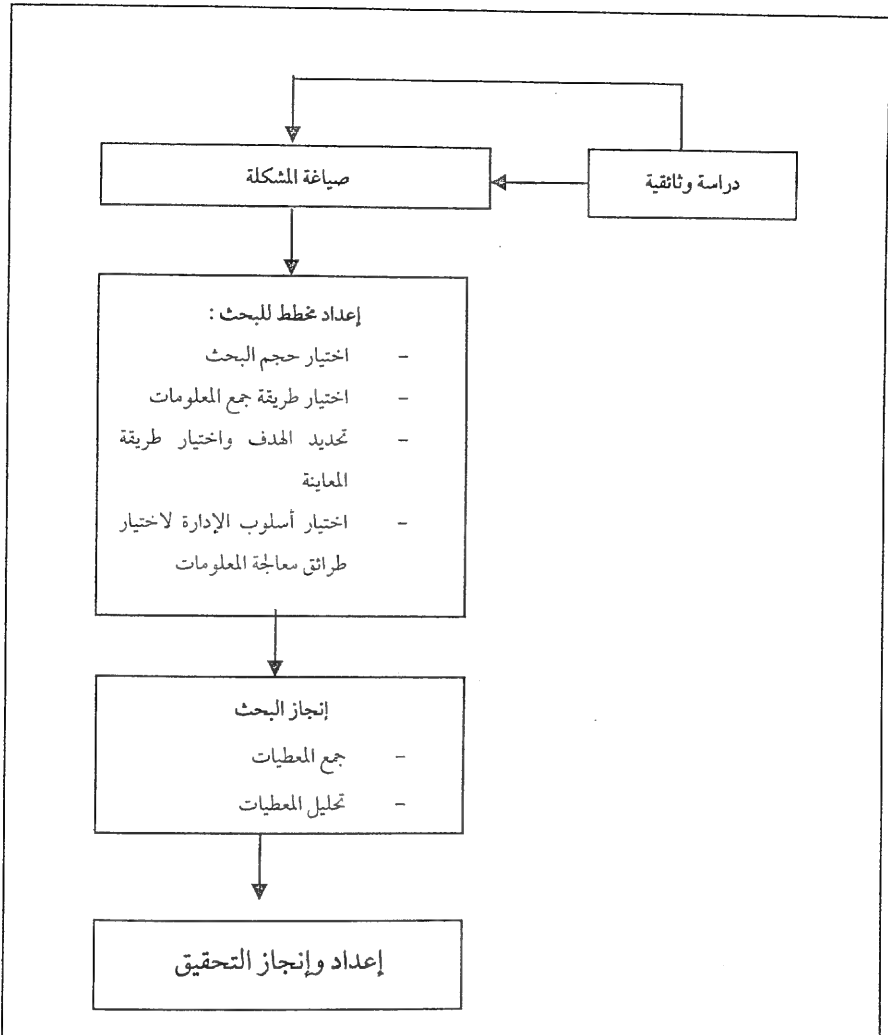 صياغة المشكلة
دراسة وثائقية
إعداد مخطط للبحث :
- اختيار حجم البحث
- اختيار طريقة جمع المعلومات
- تحديد الهدف واختيار طريقة
المعاينة
- اختيار أسلوب الإدارة لاختيار
طرائق معالجة المعلومات
إنجاز البحث
- جمع المعطيات
- تحليل المعطيات
إعداد وإنجاز التحقيق